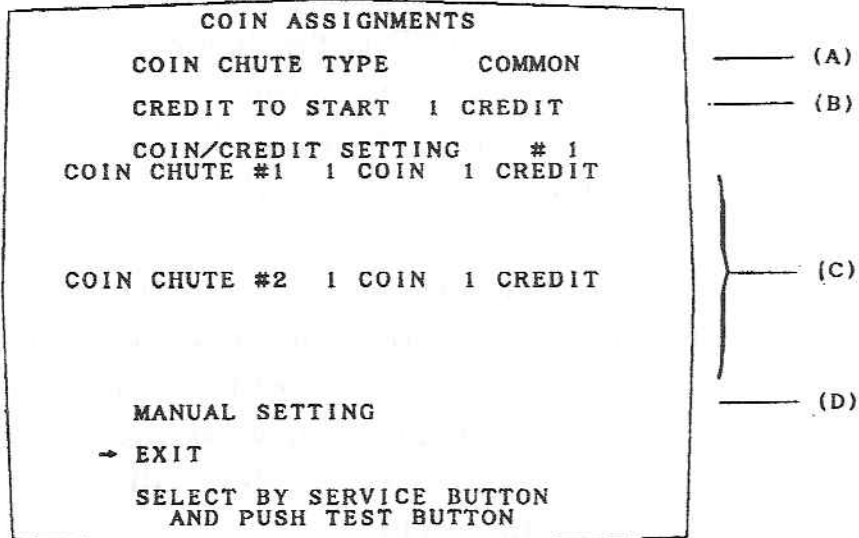 COIN ASSIGNMENTS
COIN CHUTE TYPE COMMON (A)
CREDIT TO START 1 CREDIT (B)
COIN/CREDIT SETTING # 1
COIN CHUTE #1 1 COIN 1 CREDIT
COIN CHUTE #2 1 COIN 1 CREDIT (C)
MANUAL SETTING (D)
→ EXIT
SELECT BY SERVICE BUTTON
AND PUSH TEST BUTTON